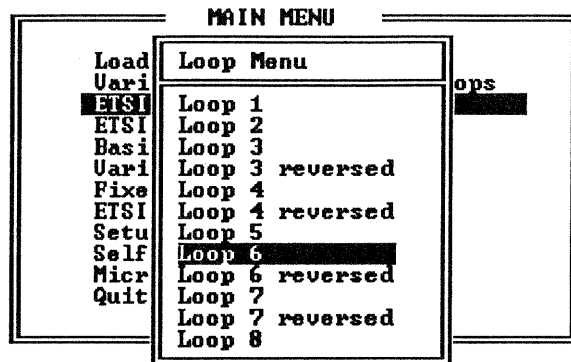 MAIN MENU
Loop Menu
Load
Vari
ops
ETSI
ETSI
Basi
Vari
Fixe
ETSI
Setu
Self
Micr
Quit
Loop 1
Loop 2
Loop 3
Loop 3 reversed
Loop 4
Loop 4 reversed
Loop 5
Loop 6
Loop 6 reversed
Loop 7
Loop 7 reversed
Loop 8